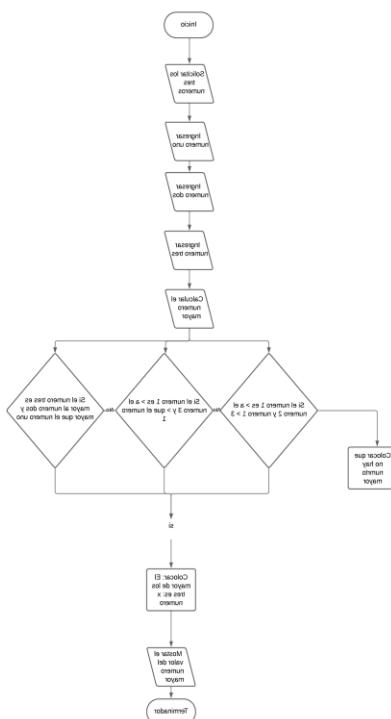 Inicio
Solicitar los
tres
numeros
Ingresar
numero uno
Ingresar
numero dos
Ingresar
numero tres
Calcular el
numero
mayor
Si el numero 1 es > a el
numero 2 y numero 1 > 3
No
Si el numero 1 es > a el
numero 3 y > que el numero
1
No
Si el numero tres es
mayor al numero dos y
mayor que el numero uno
Colocar que
no hay
mayor
si
Colocar: El
mayor de los
tres es: x
numero
Mostar el
valor del
numero
mayor
Terminador